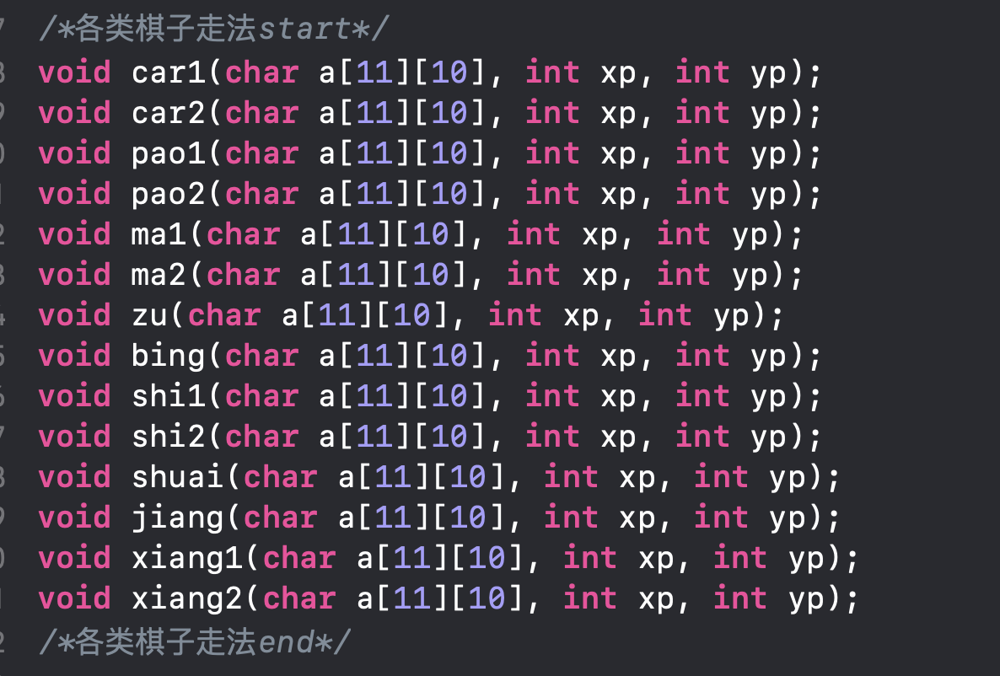 /*各类棋子走法start*/
void car1(char a[11][10], int xp, int yp);
void car2(char a[11][10], int xp, int yp);
void pao1(char a[11][10], int xp, int yp);
void pao2(char a[11][10], int xp, int yp);
void ma1(char a[11][10], int xp, int yp);
void ma2(char a[11][10], int xp, int yp);
void zu(char a[11][10], int xp, int yp);
void bing(char a[11][10], int xp, int yp);
void shi1(char a[11][10], int xp, int yp);
void shi2(char a[11][10], int xp, int yp);
void shuai(char a[11][10], int xp, int yp);
void jiang(char a[11][10], int xp, int yp);
void xiang1(char a[11][10], int xp, int yp);
void xiang2(char a[11][10], int xp, int yp);
/*各类棋子走法end*/